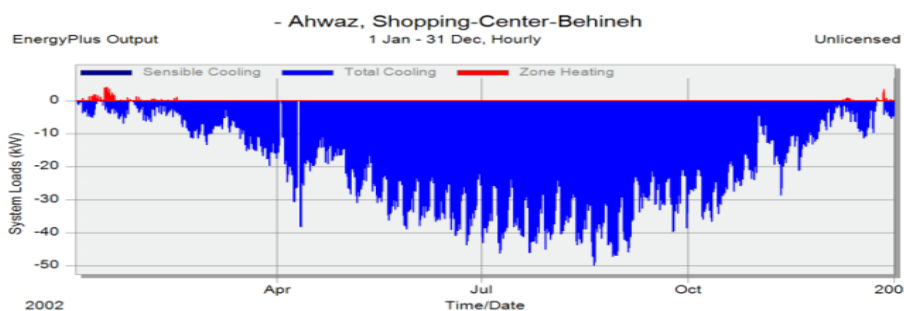 - Ahwaz, Shopping-Center-Behineh
EnergyPlus Output 1 Jan - 31 Dec, Hourly Unlicensed
Sensible Cooling Total Cooling Zone Heating
System Loads (kW)
0
-10
-20
-30
-40
-50
Apr Jul Oct 200
2002 Time/Date